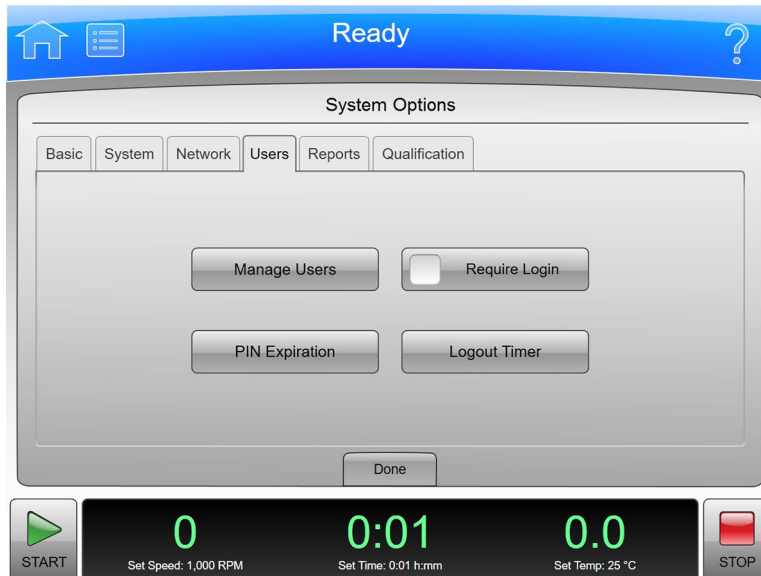 Ready
?
System Options
Basic System Network Users Reports Qualification
Manage Users Require Login
PIN Expiration Logout Timer
Done
0 0:01 0.0
START Set Speed: 1,000 RPM Set Time: 0:01 h:mm Set Temp: 25 °C STOP